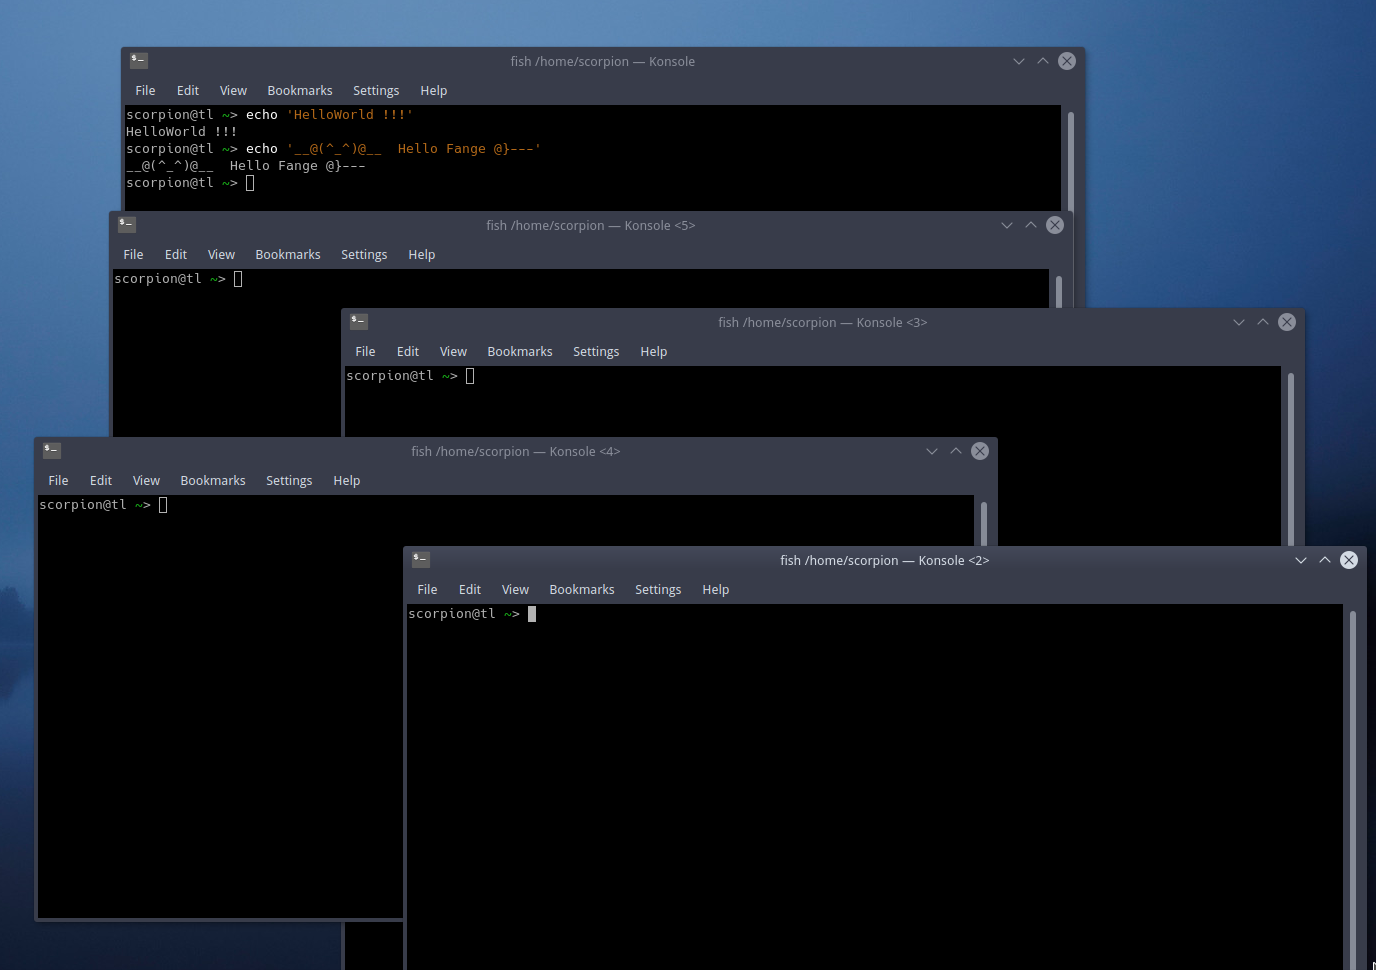 fish /home/scorpion — Konsole
File Edit View Bookmarks Settings Help
scorpion@tl ~> echo 'HelloWorld !!!'
HelloWorld !!!
scorpion@tl ~> echo '__@(^_^)@__  Hello Fange @}---'
__@(^_^)@__  Hello Fange @}---
scorpion@tl ~>
fish /home/scorpion — Konsole <5>
File Edit View Bookmarks Settings Help
scorpion@tl ~>
fish /home/scorpion — Konsole <3>
File Edit View Bookmarks Settings Help
scorpion@tl ~>
fish /home/scorpion — Konsole <4>
File Edit View Bookmarks Settings Help
scorpion@tl ~>
fish /home/scorpion — Konsole <2>
File Edit View Bookmarks Settings Help
scorpion@tl ~>